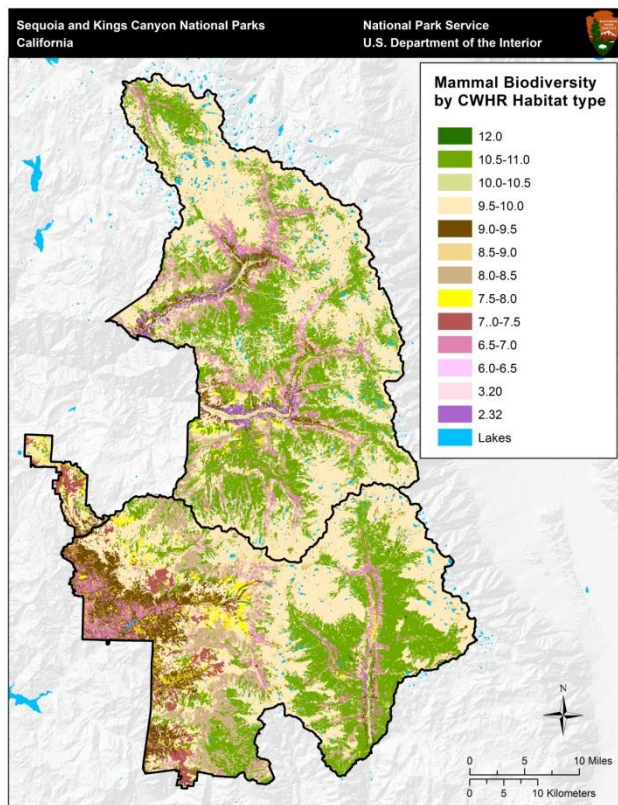 Sequoia and Kings Canyon National Parks
California
National Park Service
U.S. Department of the Interior
Mammal Biodiversity
by CWHR Habitat type
12.0
10.5-11.0
10.0-10.5
9.5-10.0
9.0-9.5
8.5-9.0
8.0-8.5
7.5-8.0
7..0-7.5
6.5-7.0
6.0-6.5
3.20
2.32
Lakes
N
0 5 10 Miles
0 5 10 Kilometers